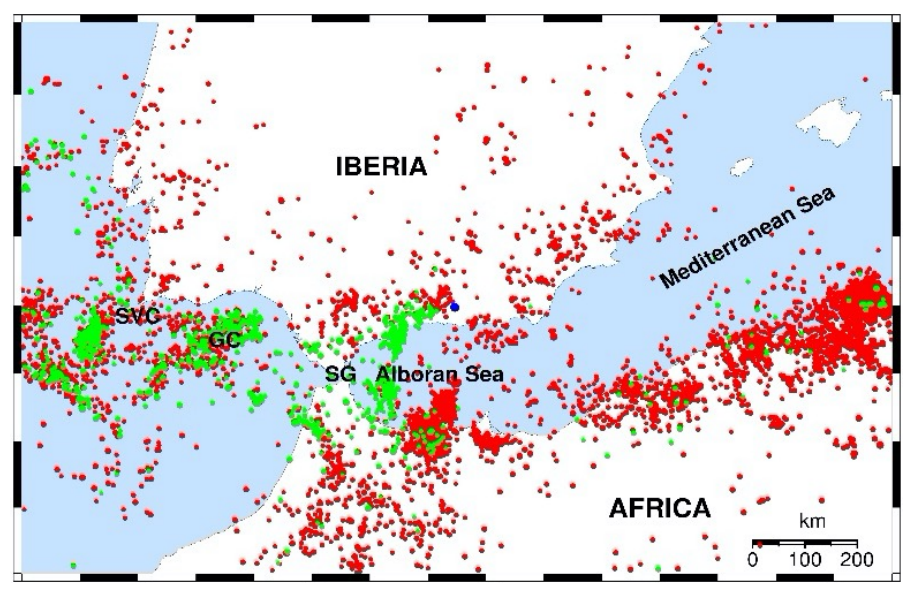 IBERIA
Mediterranean Sea
SVC
GC
SG
Alboran Sea
AFRICA
km
0 100 200